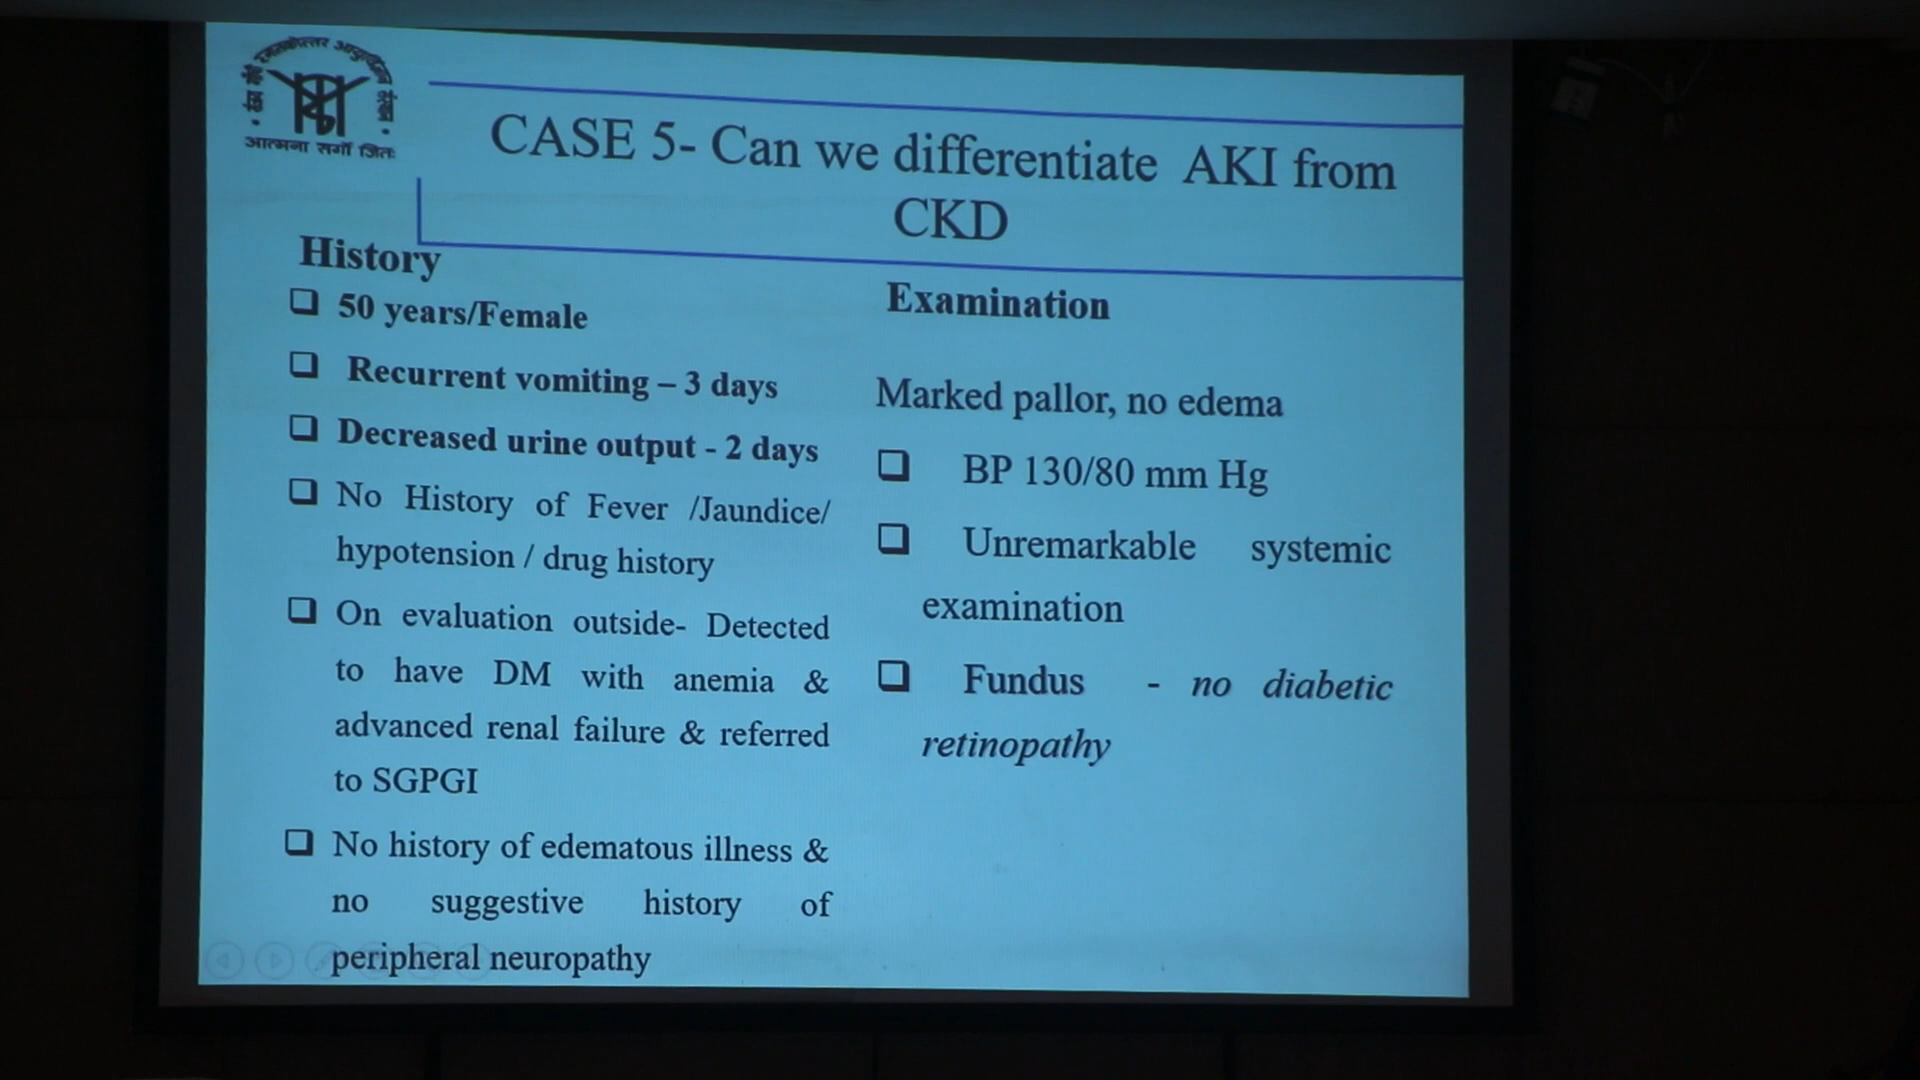 आत्मना सर्गो जितः
CASE 5- Can we differentiate AKI from
CKD
History
50 years/Female
Recurrent vomiting – 3 days
Decreased urine output - 2 days
No History of Fever /Jaundice/
hypotension / drug history
On evaluation outside- Detected
to have DM with anemia &
advanced renal failure & referred
to SGPGI
No history of edematous illness &
no suggestive history of
peripheral neuropathy
Examination
Marked pallor, no edema
BP 130/80 mm Hg
Unremarkable systemic
examination
Fundus - no diabetic
retinopathy